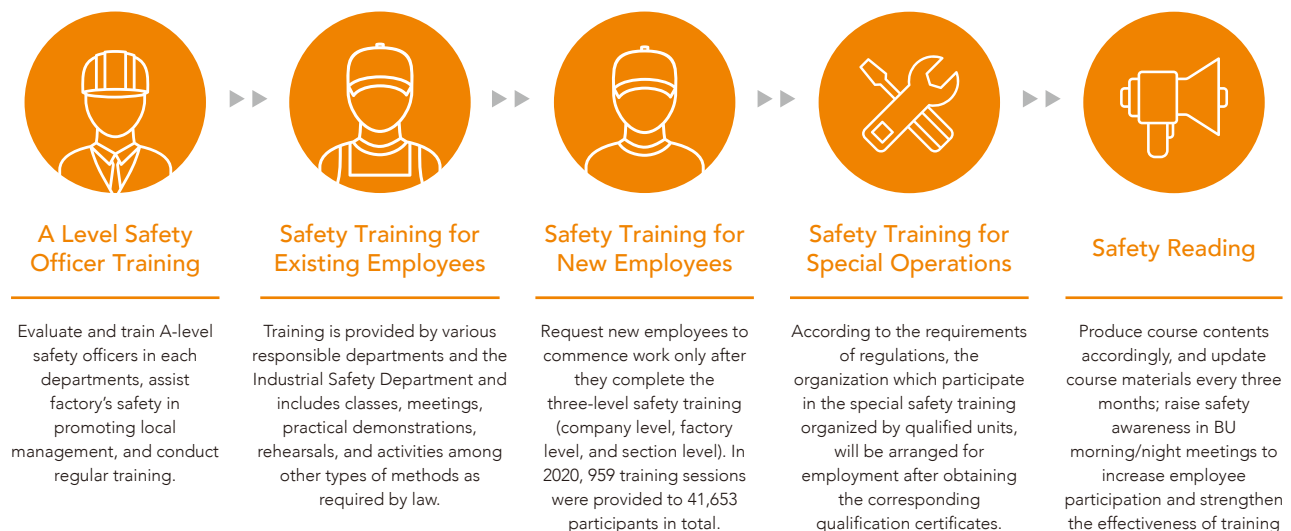 A Level Safety
Officer Training
Evaluate and train A-level
safety officers in each
departments, assist
factory's safety in
promoting local
management, and conduct
regular training.
Safety Training for
Existing Employees
Training is provided by various
responsible departments and the
Industrial Safety Department and
includes classes, meetings,
practical demonstrations,
rehearsals, and activities among
other types of methods as
required by law.
Safety Training for
New Employees
Request new employees to
commence work only after
they complete the
three-level safety training
(company level, factory
level, and section level). In
2020, 959 training sessions
were provided to 41,653
participants in total.
Safety Training for
Special Operations
According to the requirements
of regulations, the
organization which participate
in the special safety training
organized by qualified units,
will be arranged for
employment after obtaining
the corresponding
qualification certificates.
Safety Reading
Produce course contents
accordingly, and update
course materials every three
months; raise safety
awareness in BU
morning/night meetings to
increase employee
participation and strengthen
the effectiveness of training